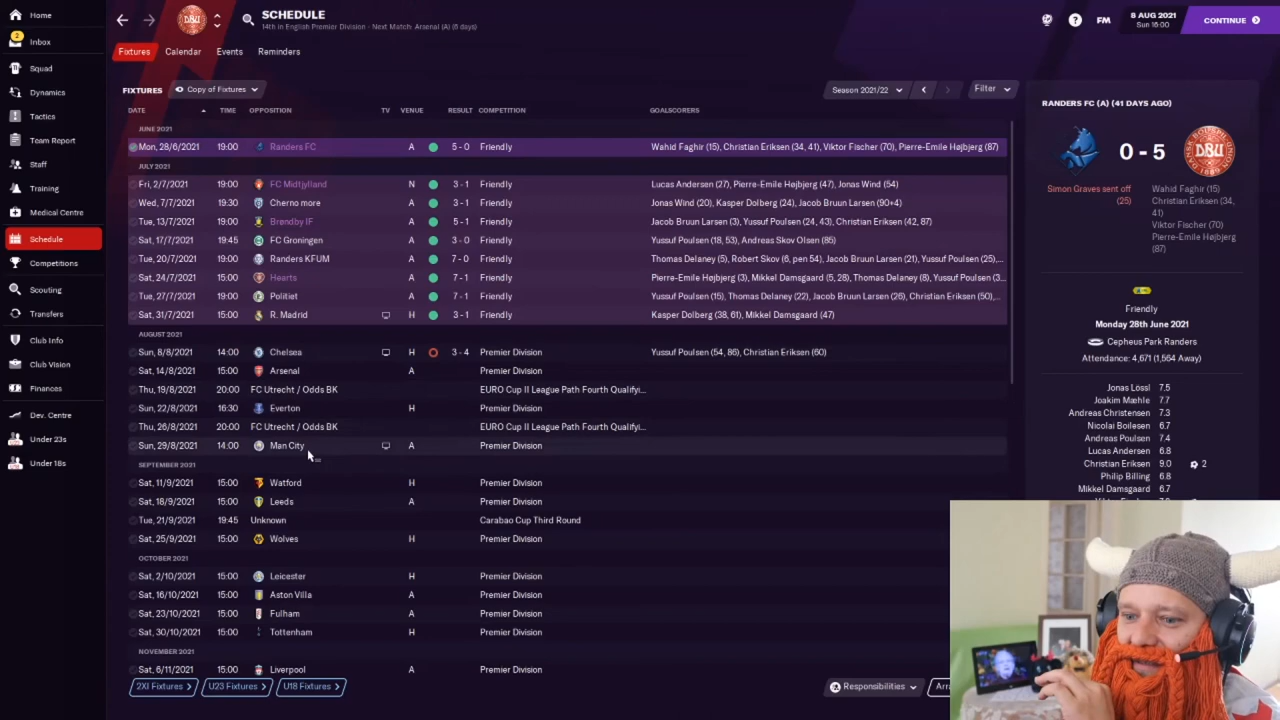 SCHEDULE
14th in English Premier Division - Next Match: Arsenal (A) (6 days)
FM
8 AUG 2021
Sun 16:00
CONTINUE
Home
2
Inbox
Squad
Dynamics
Tactics
Team Report
Staff
Training
Medical Centre
Schedule
Competitions
Scouting
Transfers
Club Info
Club Vision
Finances
Dev. Centre
Under 23s
Under 18s
Fixtures Calendar Events Reminders
FIXTURES Copy of Fixtures Season 2021/22 Filter
DATE TIME OPPOSITION TV VENUE RESULT COMPETITION GOALSCORERS
JUNE 2021
Mon, 28/6/2021 19:00 Randers FC A 5 - 0 Friendly Wahid Faghir (15), Christian Eriksen (34, 41), Viktor Fischer (70), Pierre-Emile Højbjerg (87)
JULY 2021
Fri, 2/7/2021 19:00 FC Midtjylland N 3 - 1 Friendly Lucas Andersen (27), Pierre-Emile Højbjerg (47), Jonas Wind (54)
Wed, 7/7/2021 19:30 Cherno more A 3 - 1 Friendly Jonas Wind (20), Kasper Dolberg (24), Jacob Bruun Larsen (90+4)
Tue, 13/7/2021 19:00 Brøndby IF A 5 - 1 Friendly Jacob Bruun Larsen (3), Yussuf Poulsen (24, 43), Christian Eriksen (42, 87)
Sat, 17/7/2021 19:45 FC Groningen A 3 - 0 Friendly Yussuf Poulsen (18, 53), Andreas Skov Olsen (85)
Tue, 20/7/2021 19:00 Randers KFUM A 7 - 0 Friendly Thomas Delaney (5), Robert Skov (6, pen 54), Jacob Bruun Larsen (21), Yussuf Poulsen (25),...
Sat, 24/7/2021 15:00 Hearts A 7 - 1 Friendly Pierre-Emile Højbjerg (3), Mikkel Damsgaard (5, 28), Thomas Delaney (8), Yussuf Poulsen (3...
Tue, 27/7/2021 19:00 Politiet A 7 - 1 Friendly Yussuf Poulsen (15), Thomas Delaney (22), Jacob Bruun Larsen (26), Christian Eriksen (50),...
Sat, 31/7/2021 15:00 R. Madrid H 3 - 1 Friendly Kasper Dolberg (38, 61), Mikkel Damsgaard (47)
AUGUST 2021
Sun, 8/8/2021 14:00 Chelsea H 3 - 4 Premier Division Yussuf Poulsen (54, 86), Christian Eriksen (60)
Sat, 14/8/2021 15:00 Arsenal A Premier Division
Thu, 19/8/2021 20:00 FC Utrecht / Odds BK EURO Cup II League Path Fourth Qualifyi...
Sun, 22/8/2021 16:30 Everton H Premier Division
Thu, 26/8/2021 20:00 FC Utrecht / Odds BK EURO Cup II League Path Fourth Qualifyi...
Sun, 29/8/2021 14:00 Man City A Premier Division
SEPTEMBER 2021
Sat, 11/9/2021 15:00 Watford H Premier Division
Sat, 18/9/2021 15:00 Leeds A Premier Division
Tue, 21/9/2021 19:45 Unknown Carabao Cup Third Round
Sat, 25/9/2021 15:00 Wolves H Premier Division
OCTOBER 2021
Sat, 2/10/2021 15:00 Leicester H Premier Division
Sat, 16/10/2021 15:00 Aston Villa A Premier Division
Sat, 23/10/2021 15:00 Fulham A Premier Division
Sat, 30/10/2021 15:00 Tottenham H Premier Division
NOVEMBER 2021
Sat, 6/11/2021 15:00 Liverpool A Premier Division
2XI Fixtures U23 Fixtures U18 Fixtures Responsibilities Arra
RANDERS FC (A) (41 DAYS AGO)
0 - 5
Simon Graves sent off
(25)
Wahid Faghir (15)
Christian Eriksen (34,
41)
Viktor Fischer (70)
Pierre-Emile Højbjerg
(87)
Friendly
Monday 28th June 2021
Cepheus Park Randers
Attendance: 4,671 (1,564 Away)
Jonas Lössl 7.5
Joakim Mæhle 7.7
Andreas Christensen 7.3
Nicolai Boilesen 6.7
Andreas Poulsen 7.4
Lucas Andersen 6.8
Christian Eriksen 9.0 2
Philip Billing 6.8
Mikkel Damsgaard 6.7